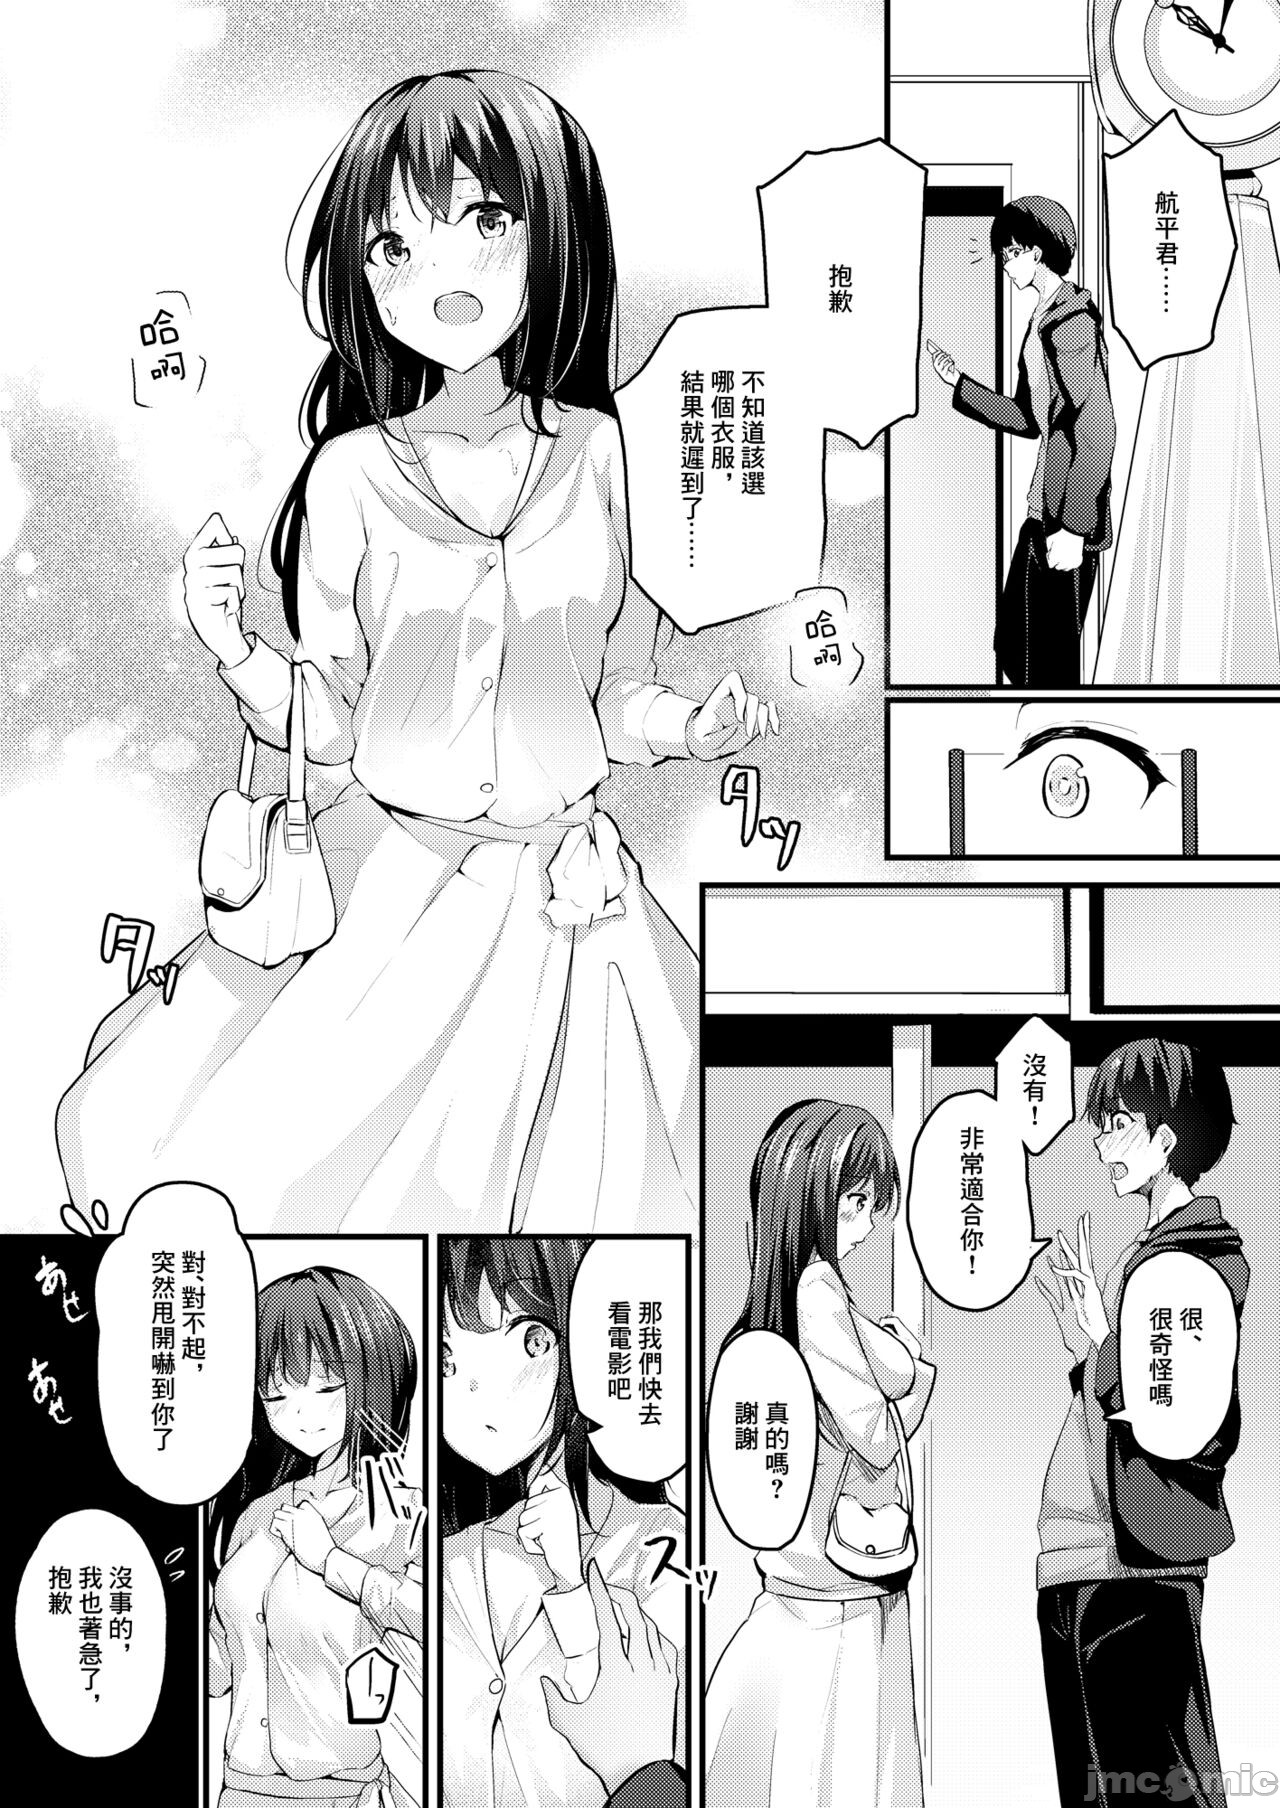 航平君……
抱歉
不知道該選
哪個衣服，
結果就遲到了……
哈啊
哈啊
タッ
タッ
很、
很奇怪嗎
沒有！
非常適合你！
真的嗎？
謝謝
那我們快去
看電影吧
スッ
バッ
っ
對、對不起，
突然甩開嚇到你了
あせ
あせ
沒事的，
我也著急了，
抱歉
jmcomic